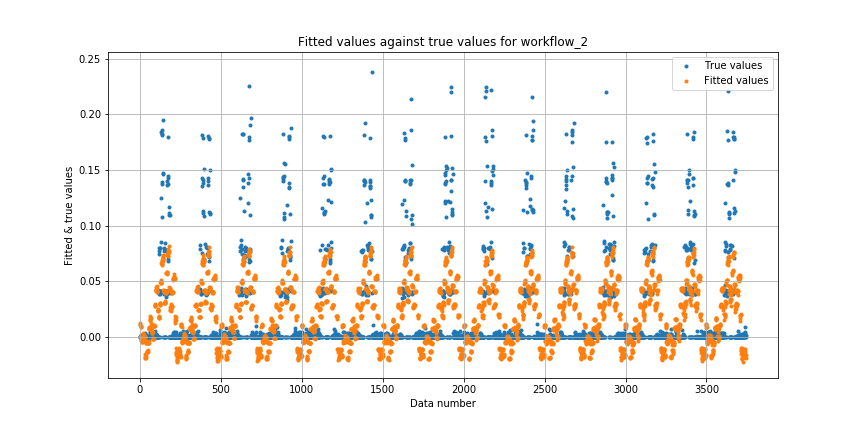 Fitted values against true values for workflow_2
0.25
0.20
0.15
0.10
0.05
0.00
Fitted & true values
True values
Fitted values
0
500
1000
1500
2000
2500
3000
3500
Data number